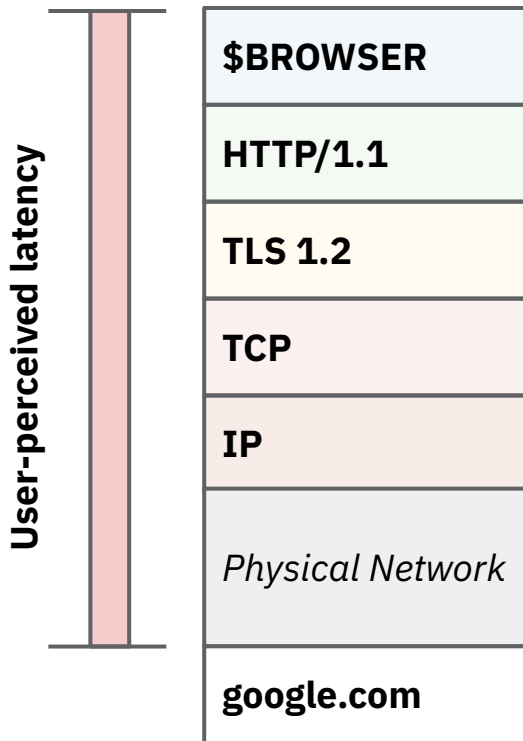 User-perceived latency
$BROWSER
HTTP/1.1
TLS 1.2
TCP
IP
Physical Network
google.com